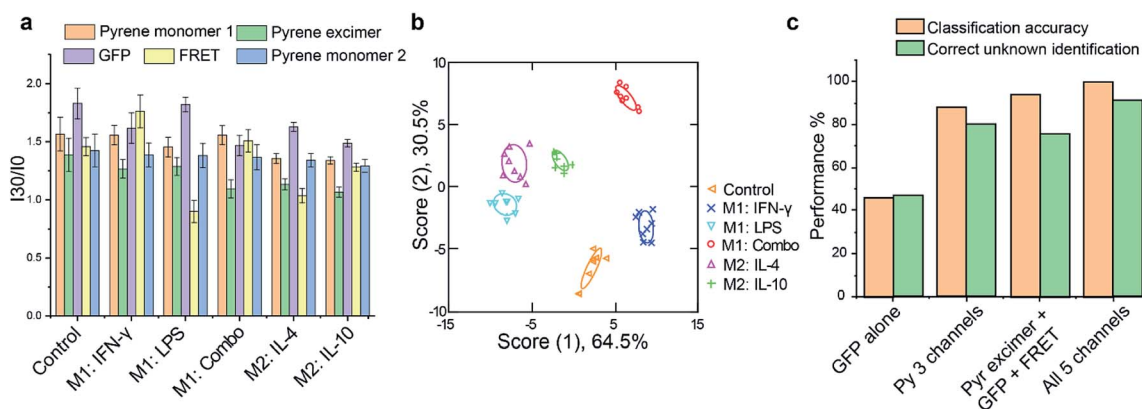 a
Pyrene monomer 1
Pyrene excimer
GFP
FRET
Pyrene monomer 2
I30/I0
2.0
1.5
1.0
0.5
0.0
Control
M1: IFN-γ
M1: LPS
M1: Combo
M2: IL-4
M2: IL-10
b
Score (2), 30.5%
10
5
0
-5
-10
-15
-5
5
15
Score (1), 64.5%
Control
M1: IFN-γ
M1: LPS
M1: Combo
M2: IL-4
M2: IL-10
c
Classification accuracy
Correct unknown identification
Performance %
100
80
60
40
20
0
GFP alone
Py 3 channels
Pyr excimer +
GFP + FRET
All 5 channels